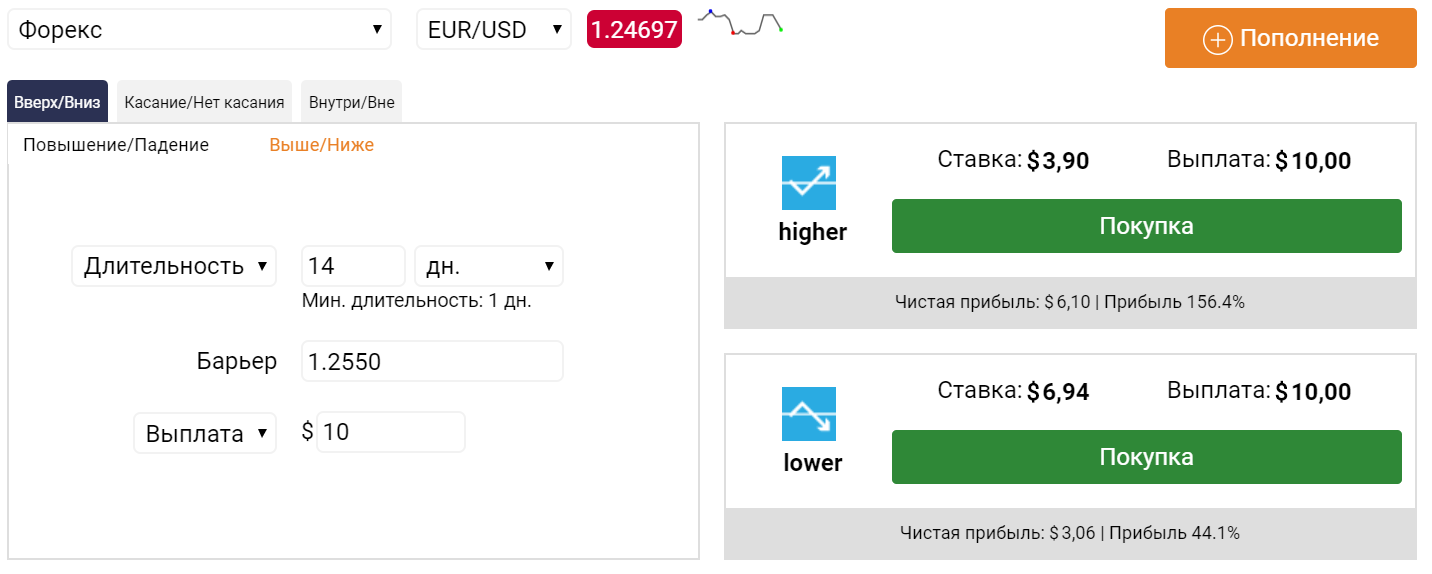 Форекс EUR/USD 1.24697 Пополнение
Вверх/Вниз Касание/Нет касания Внутри/Вне
Повышение/Падение Выше/Ниже
Длительность 14 дн.
Мин. длительность: 1 дн.
Барьер 1.2550
Выплата $ 10
Ставка: $ 3,90 Выплата: $ 10,00
higher Покупка
Чистая прибыль: $ 6,10 | Прибыль 156.4%
Ставка: $ 6,94 Выплата: $ 10,00
lower Покупка
Чистая прибыль: $ 3,06 | Прибыль 44.1%